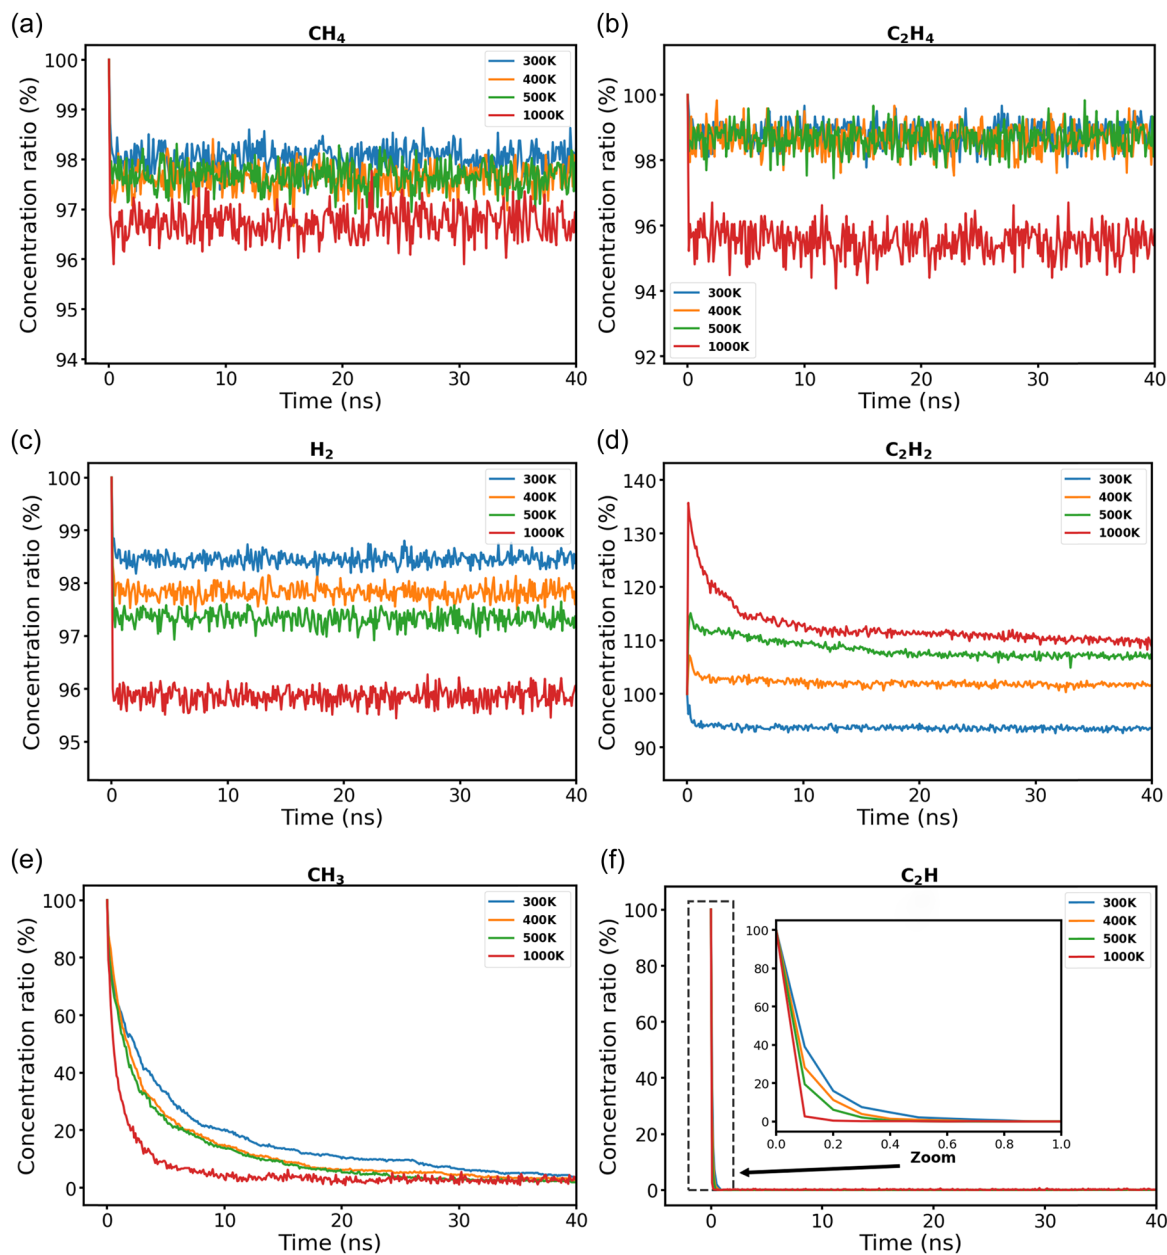 (a)
CH₄
Concentration ratio (%)
100
99
98
97
96
95
94
300K
400K
500K
1000K
0 10 20 30 40
Time (ns)
(b)
C₂H₄
Concentration ratio (%)
100
98
96
94
92
300K
400K
500K
1000K
0 10 20 30 40
Time (ns)
(c)
H₂
Concentration ratio (%)
100
99
98
97
96
95
300K
400K
500K
1000K
0 10 20 30 40
Time (ns)
(d)
C₂H₂
Concentration ratio (%)
140
130
120
110
100
90
300K
400K
500K
1000K
0 10 20 30 40
Time (ns)
(e)
CH₃
Concentration ratio (%)
100
80
60
40
20
0
300K
400K
500K
1000K
0 10 20 30 40
Time (ns)
(f)
C₂H
Concentration ratio (%)
100
80
60
40
20
0
300K
400K
500K
1000K
100
80
60
40
20
0
0.0 0.2 0.4 0.6 0.8 1.0
Zoom
0 10 20 30 40
Time (ns)